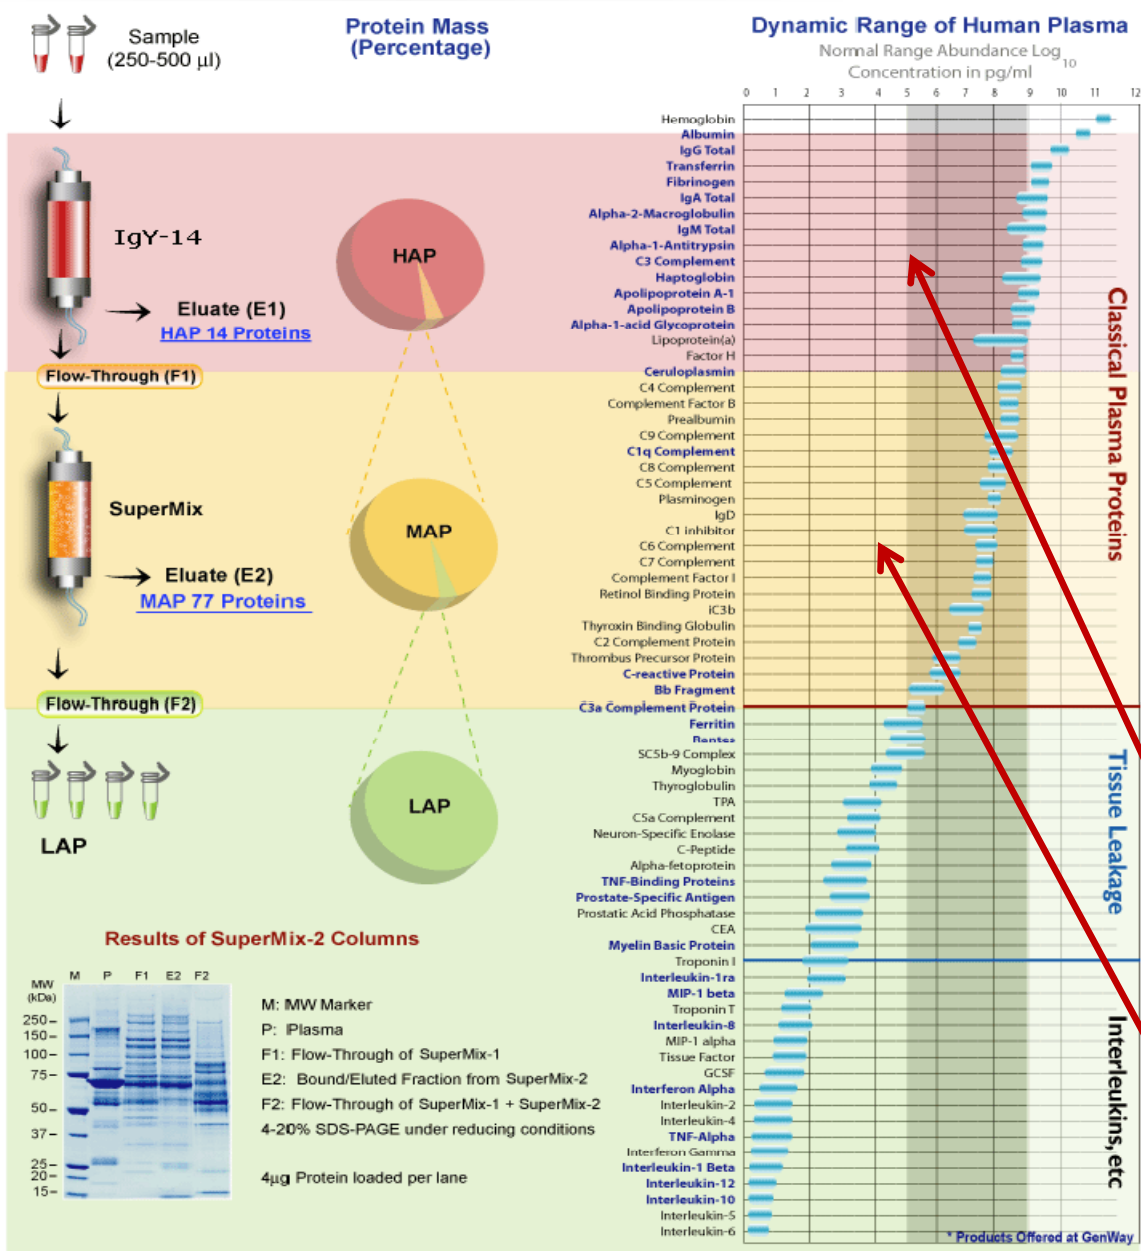 Sample
(250-500 µl)
Protein Mass
(Percentage)
Dynamic Range of Human Plasma
Normal Range Abundance Log10
Concentration in pg/ml
0 1 2 3 4 5 6 7 8 9 10 11 12
IgY-14
Eluate (E1)
HAP 14 Proteins
Flow-Through (F1)
SuperMix
Eluate (E2)
MAP 77 Proteins
Flow-Through (F2)
LAP
HAP
MAP
LAP
Hemoglobin
Albumin
IgG Total
Transferrin
Fibrinogen
IgA Total
Alpha-2-Macroglobulin
IgM Total
Alpha-1-Antitrypsin
C3 Complement
Haptoglobin
Apolipoprotein A-1
Apolipoprotein B
Alpha-1-acid Glycoprotein
Lipoprotein(a)
Factor H
Ceruloplasmin
C4 Complement
Complement Factor B
Prealbumin
C9 Complement
C1q Complement
C8 Complement
C5 Complement
Plasminogen
IgD
C1 inhibitor
C6 Complement
C7 Complement
Complement Factor I
Retinol Binding Protein
iC3b
Thyroxin Binding Globulin
C2 Complement Protein
Thrombus Precursor Protein
C-reactive Protein
Bb Fragment
C3a Complement Protein
Ferritin
SC5b-9 Complex
Myoglobin
Thyroglobulin
TPA
C5a Complement
Neuron-Specific Enolase
C-Peptide
Alpha-fetoprotein
TNF-Binding Proteins
Prostate-Specific Antigen
Prostatic Acid Phosphatase
CEA
Myelin Basic Protein
Troponin I
Interleukin-1ra
MIP-1 beta
Troponin T
Interleukin-8
MIP-1 alpha
Tissue Factor
GCSF
Interferon Alpha
Interleukin-2
Interleukin-4
TNF-Alpha
Interferon Gamma
Interleukin-1 Beta
Interleukin-12
Interleukin-10
Interleukin-5
Interleukin-6
Classical Plasma Proteins
Tissue Leakage
Interleukins, etc
* Products Offered at GenWay
Results of SuperMix-2 Columns
M P F1 E2 F2
MW
(kDa)
250
150
100
75
50
37
25
20
15
M: MW Marker
P: Plasma
F1: Flow-Through of SuperMix-1
E2: Bound/Eluted Fraction from SuperMix-2
F2: Flow-Through of SuperMix-1 + SuperMix-2
4-20% SDS-PAGE under reducing conditions
4µg Protein loaded per lane